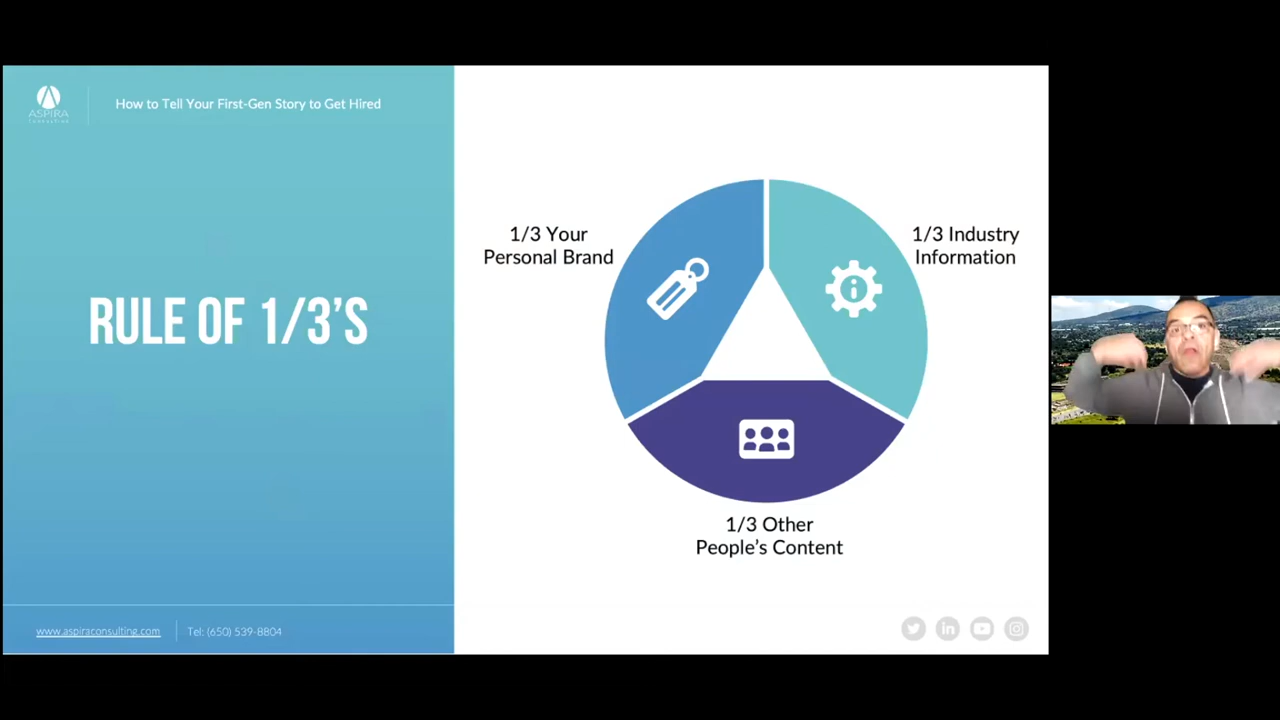 ASPIRA
CONSULTING
How to Tell Your First-Gen Story to Get Hired
RULE OF 1/3’S
1/3 Your
Personal Brand
1/3 Industry
Information
1/3 Other
People’s Content
www.aspiraconsulting.com
Tel: (650) 539-8804